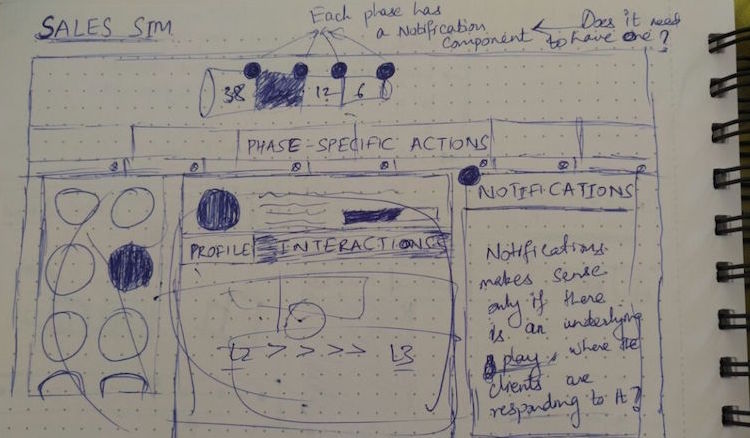 SALES SIM
Each phase has
a Notification
component
Does it need
to have one?
38 12 6
PHASE-SPECIFIC ACTIONS
NOTIFICATIONS
PROFILE INTERACTIONS
L2 > > > > L3
Notifications
makes sense
only if there
is an underlying
play, where the
clients are
responding to it?